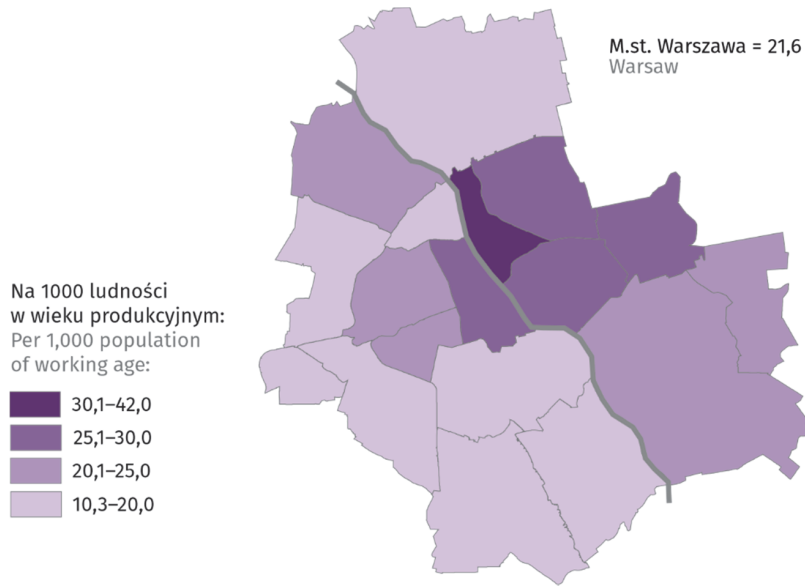 M.st. Warszawa = 21,6
Warsaw
Na 1000 ludności
w wieku produkcyjnym:
Per 1,000 population
of working age:
30,1–42,0
25,1–30,0
20,1–25,0
10,3–20,0